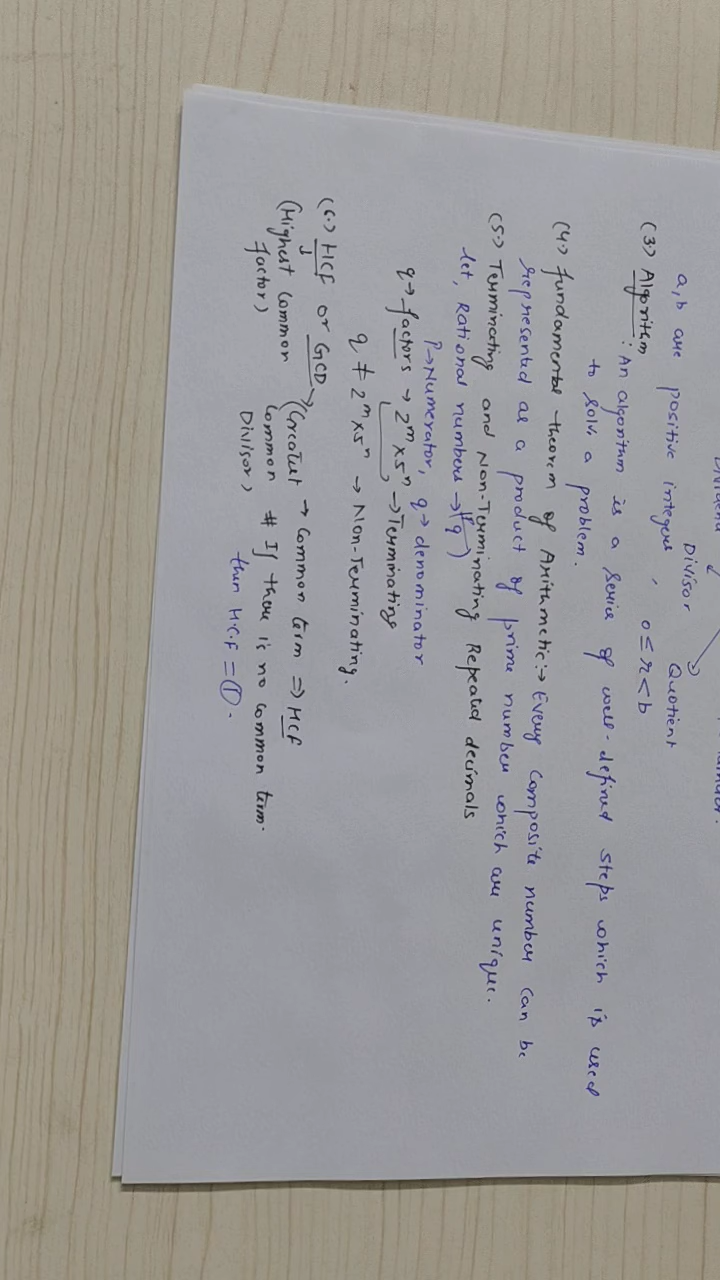 Dividend
Divisor Quotient
a, b are positive integers, 0 ≤ r < b
(3.) Algorithm : An algorithm is a serie of well-defined steps which is used
to solve a problem.
(4.) fundamental theorem of Arithmetic :→ Every composite number can be
represented as a product of prime number which are unique.
(5.) Terminating and Non-Terminating Repeated decimals
let, Rational numbers → (p/q)
P → Numerator, q → denominator
q → factors → 2^m × 5^n → Terminating
q ≠ 2^m × 5^n → Non-Terminating.
(6.) HCF or GCD → (Greatest → common term ⇒ HCF
(Highest common factor)
common Divisor)
# If there is no common term.
then H.C.F = ①.